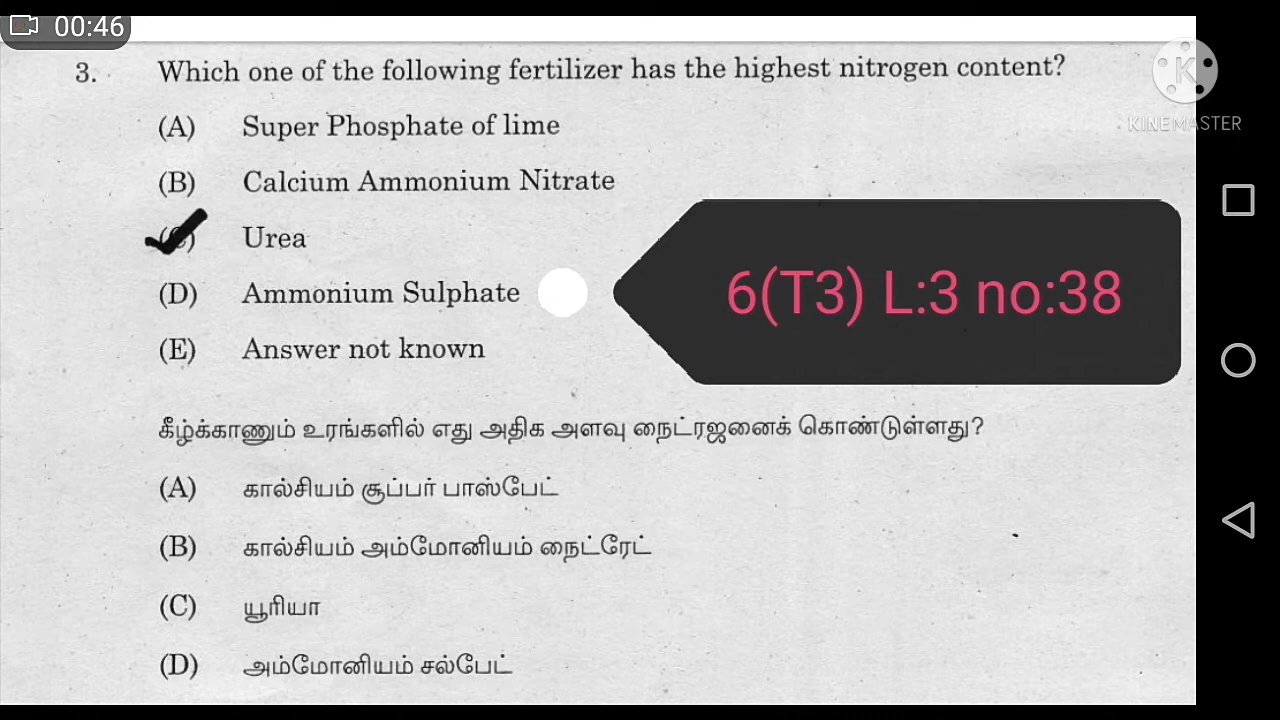 00:46
3. Which one of the following fertilizer has the highest nitrogen content?
(A) Super Phosphate of lime
(B) Calcium Ammonium Nitrate
(C) Urea
(D) Ammonium Sulphate
(E) Answer not known
K
KINEMASTER
6(T3) L:3 no:38
கீழ்க்காணும் உரங்களில் எது அதிக அளவு நைட்ரஜனைக் கொண்டுள்ளது?
(A) கால்சியம் சூப்பர் பாஸ்பேட்
(B) கால்சியம் அம்மோனியம் நைட்ரேட்
(C) யூரியா
(D) அம்மோனியம் சல்பேட்